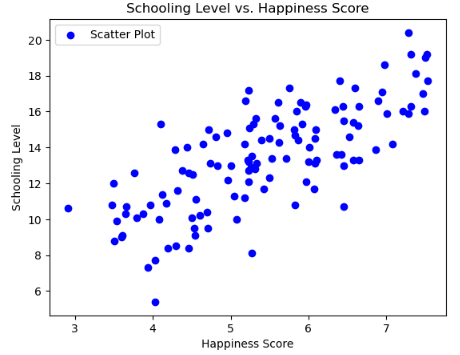 Schooling Level vs. Happiness Score
Scatter Plot
20
18
16
14
12
10
8
6
Schooling Level
3 4 5 6 7
Happiness Score